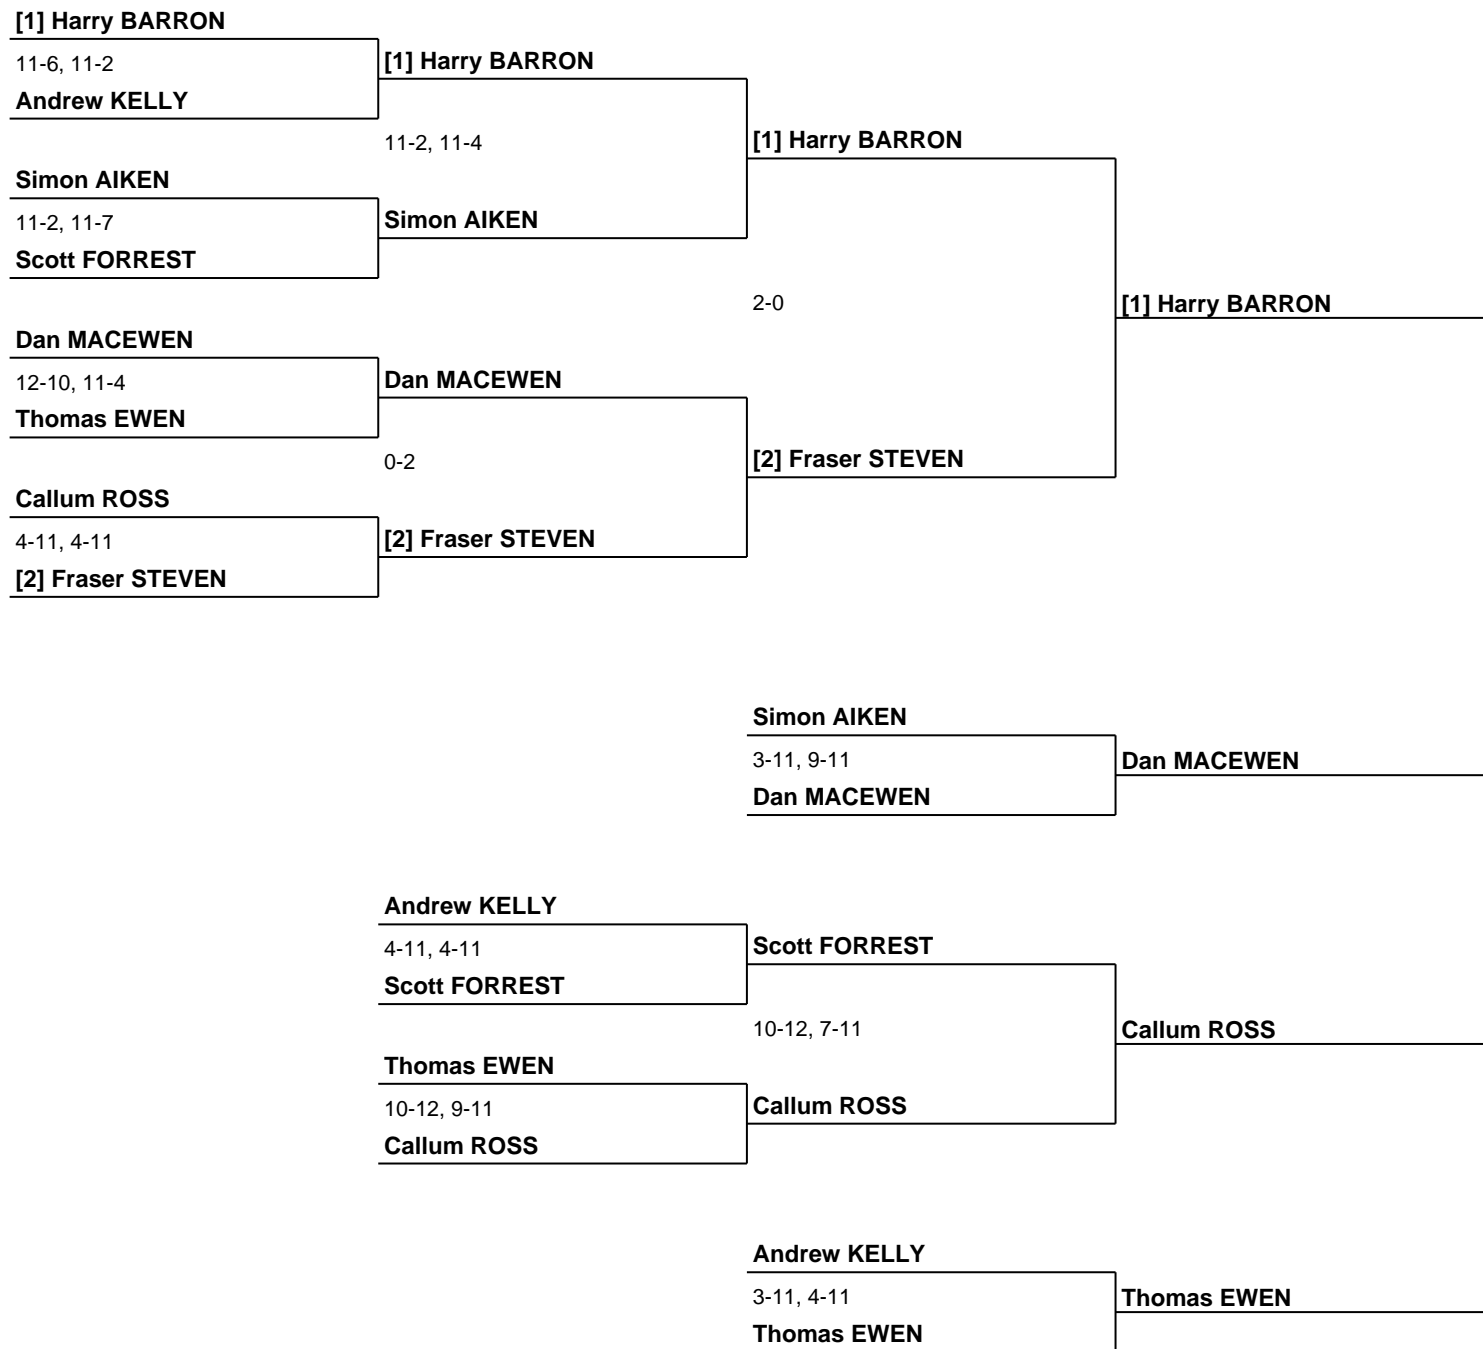 [1] Harry BARRON
11-6, 11-2
[1] Harry BARRON
Andrew KELLY
11-2, 11-4
[1] Harry BARRON
Simon AIKEN
11-2, 11-7
Simon AIKEN
Scott FORREST
2-0
[1] Harry BARRON
Dan MACEWEN
12-10, 11-4
Dan MACEWEN
Thomas EWEN
0-2
[2] Fraser STEVEN
Callum ROSS
4-11, 4-11
[2] Fraser STEVEN
[2] Fraser STEVEN
Simon AIKEN
3-11, 9-11
Dan MACEWEN
Dan MACEWEN
Andrew KELLY
4-11, 4-11
Scott FORREST
Scott FORREST
10-12, 7-11
Callum ROSS
Thomas EWEN
10-12, 9-11
Callum ROSS
Callum ROSS
Andrew KELLY
3-11, 4-11
Thomas EWEN
Thomas EWEN